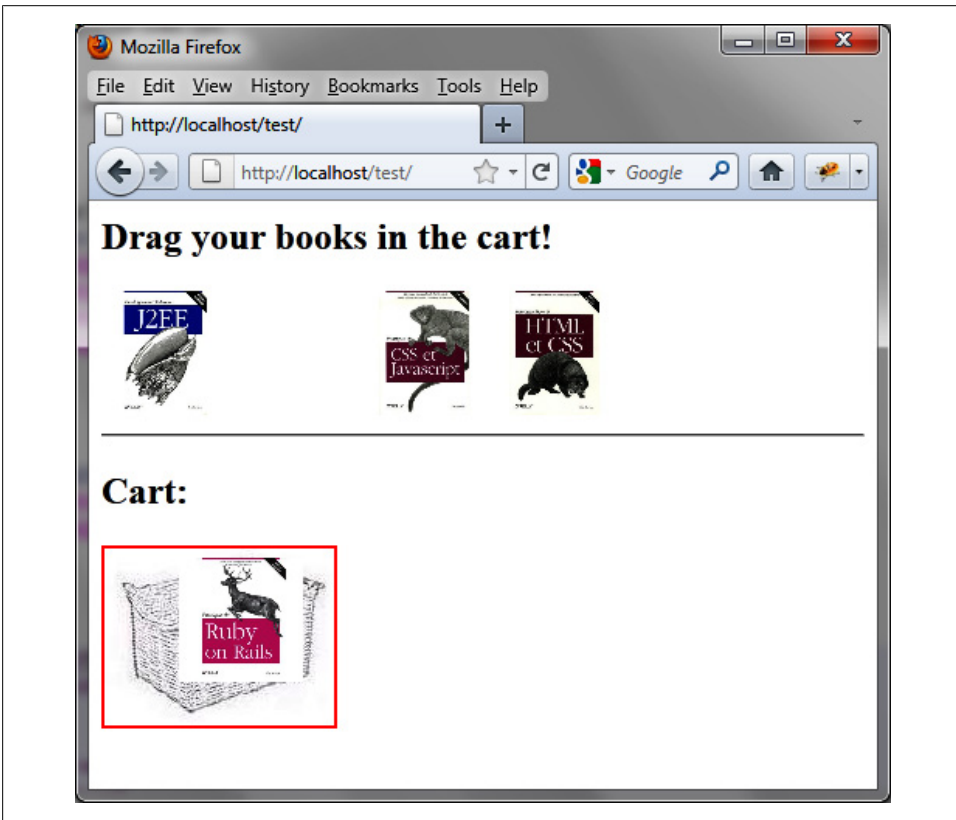 Mozilla Firefox
File Edit View History Bookmarks Tools Help
http://localhost/test/
http://localhost/test/
Google
Drag your books in the cart!
J2EE
CSS et
Javascript
HTML
et CSS
Cart:
Ruby
on Rails